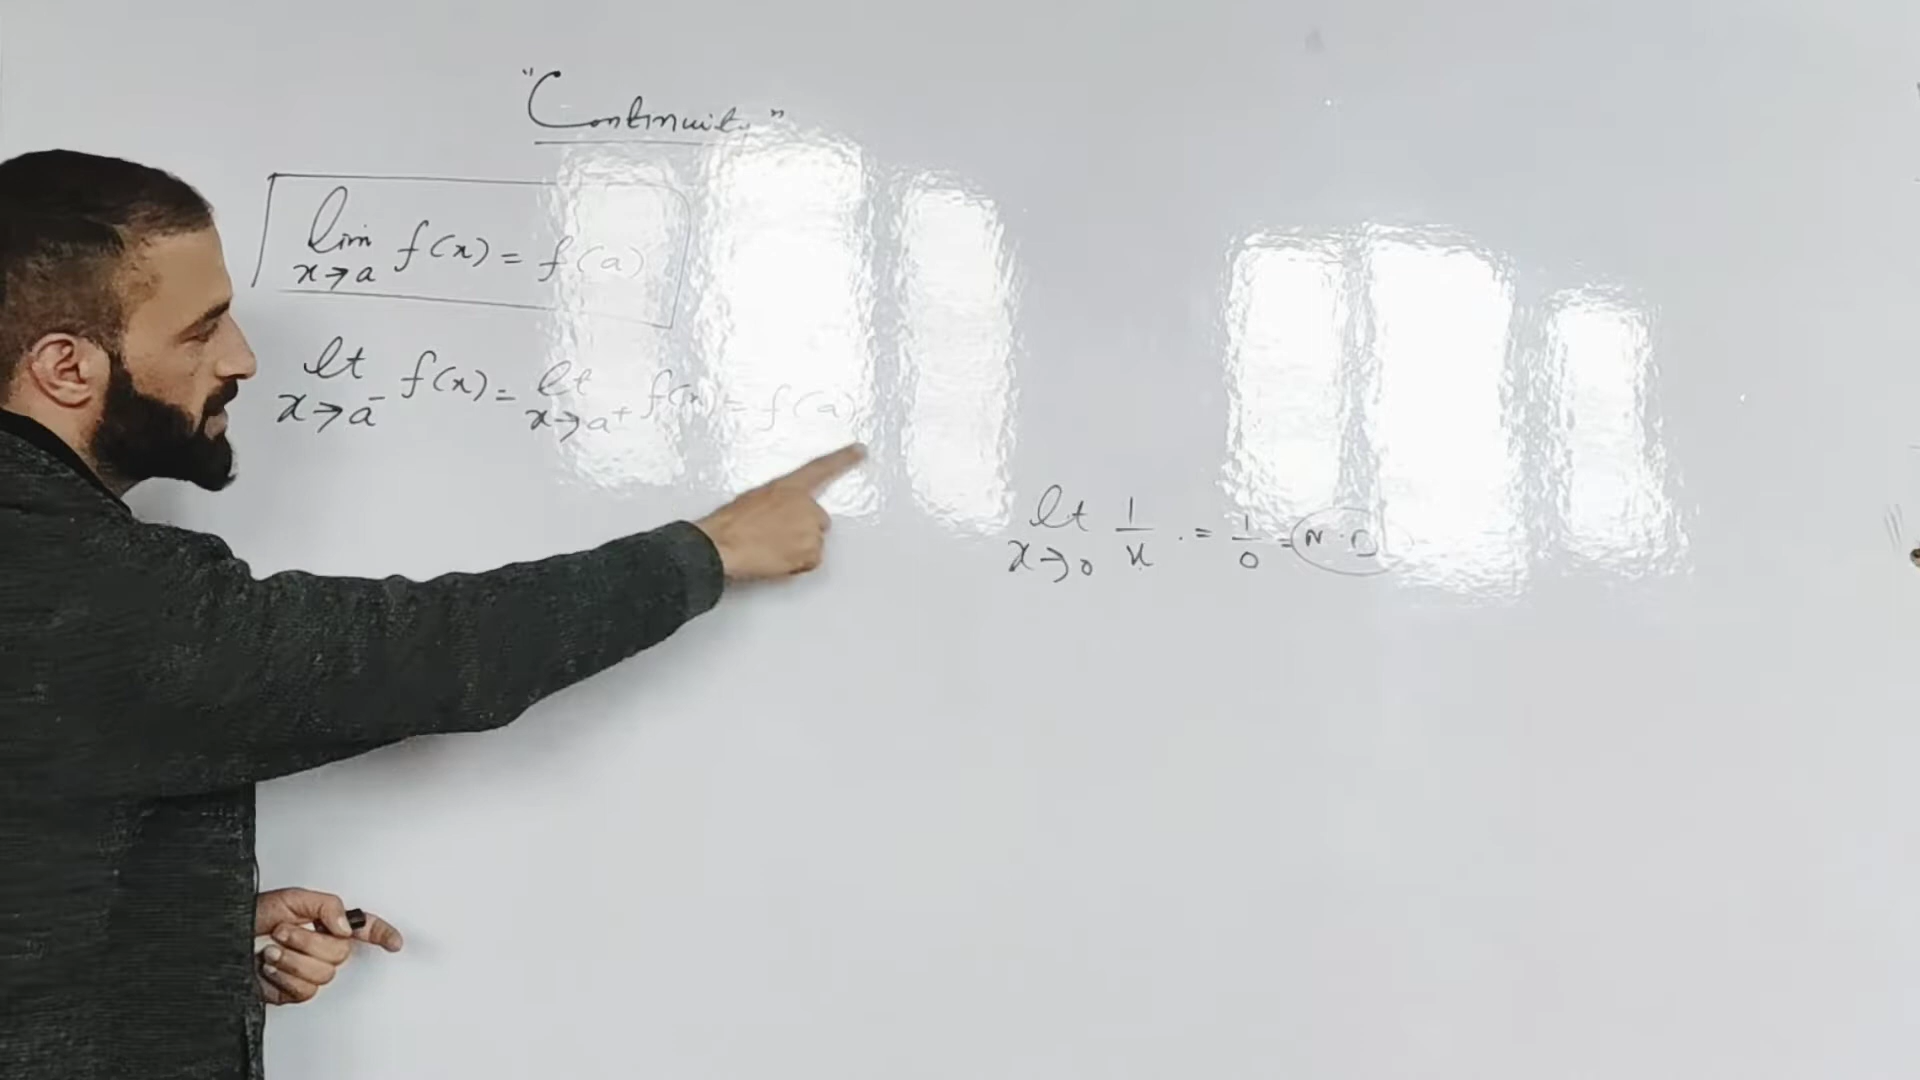 "Continuity"
lim x→a f(x) = f(a)
lt x→a⁻ f(x) = lt x→a⁺ f(x) = f(a)
lt x→0 1/x . = 1/0 = N.D